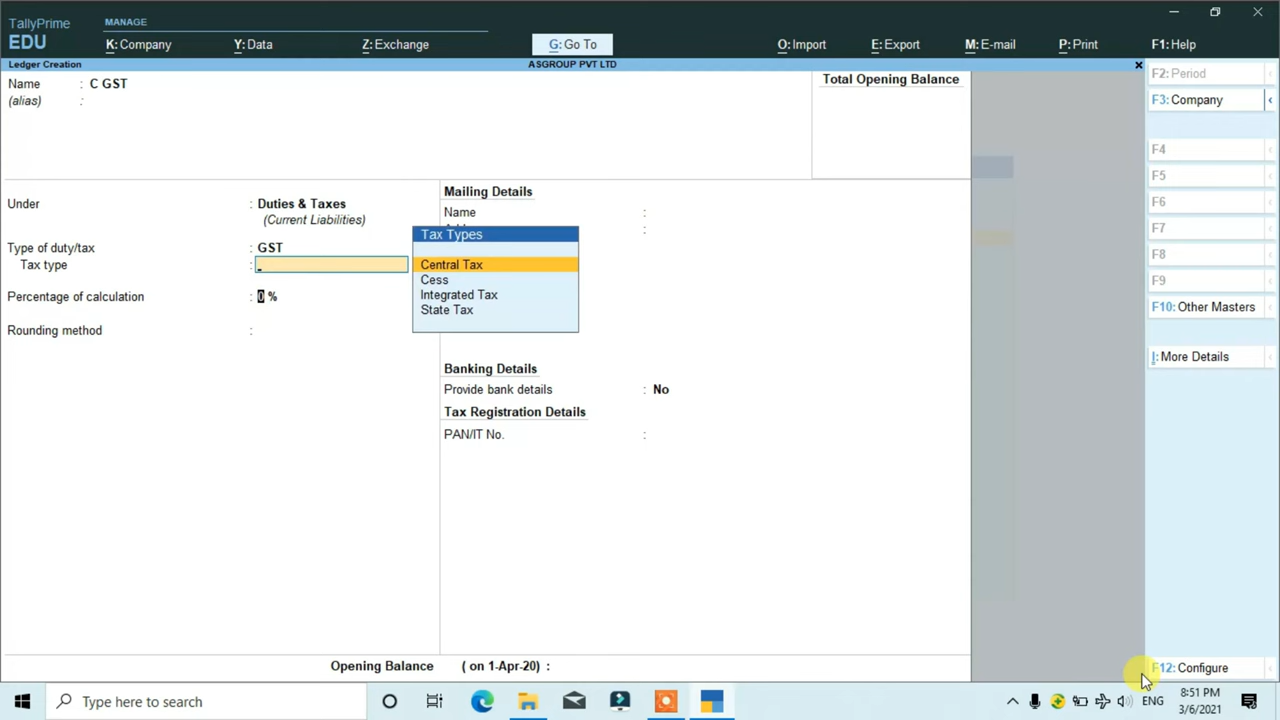 TallyPrime
EDU
MANAGE
K: Company
Y: Data
Z: Exchange
G: Go To
O: Import
E: Export
M: E-mail
P: Print
F1: Help
Ledger Creation
ASGROUP PVT LTD
Name : C GST
(alias) :
Total Opening Balance
Under : Duties & Taxes
(Current Liabilities)
Type of duty/tax : GST
Tax type :
Percentage of calculation : 0 %
Rounding method :
Mailing Details
Name :
:
Tax Types
Central Tax
Cess
Integrated Tax
State Tax
Banking Details
Provide bank details : No
Tax Registration Details
PAN/IT No. :
Opening Balance ( on 1-Apr-20) :
F2: Period
F3: Company
F4
F5
F6
F7
F8
F9
F10: Other Masters
I: More Details
F12: Configure
Type here to search
ENG
8:51 PM
3/6/2021